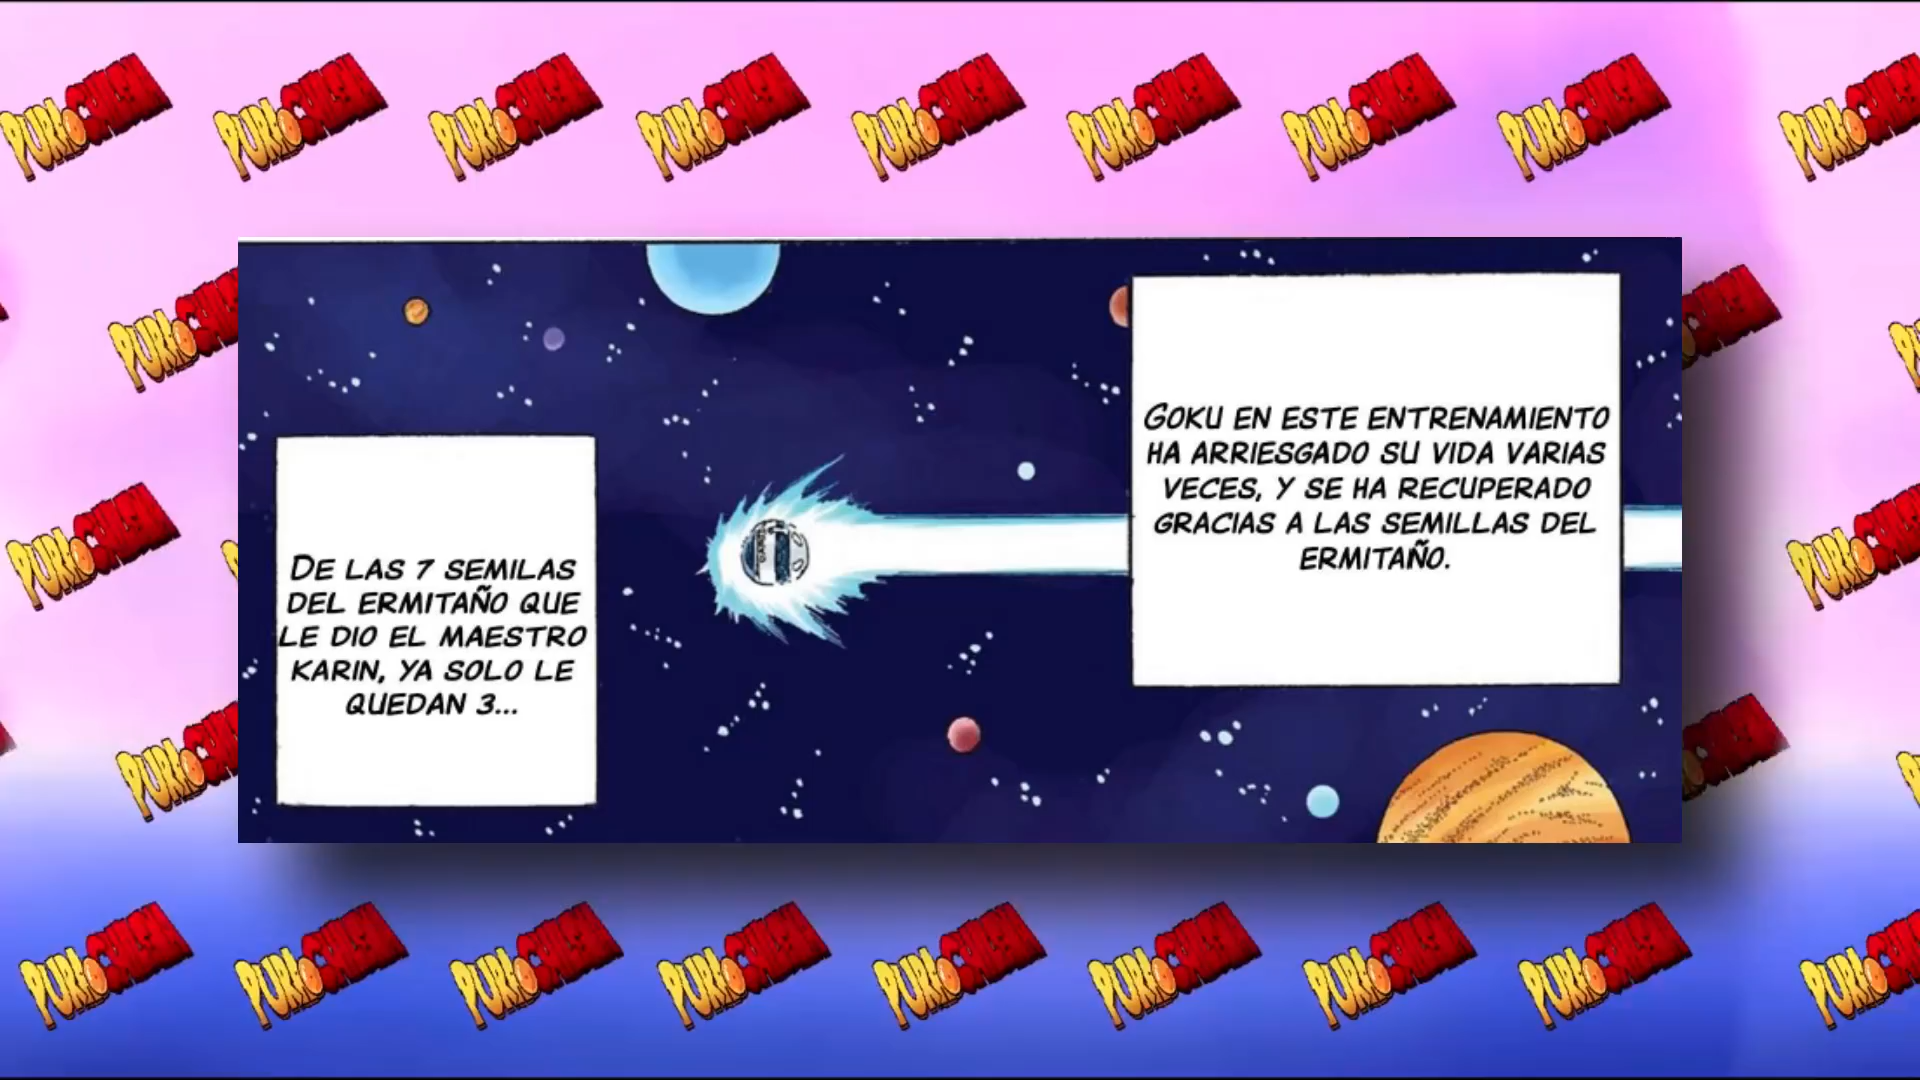 GOKU EN ESTE ENTRENAMIENTO
HA ARRIESGADO SU VIDA VARIAS
VECES, Y SE HA RECUPERADO
GRACIAS A LAS SEMILLAS DEL
ERMITAÑO.
DE LAS 7 SEMILAS
DEL ERMITAÑO QUE
LE DIO EL MAESTRO
KARIN, YA SOLO LE
QUEDAN 3...